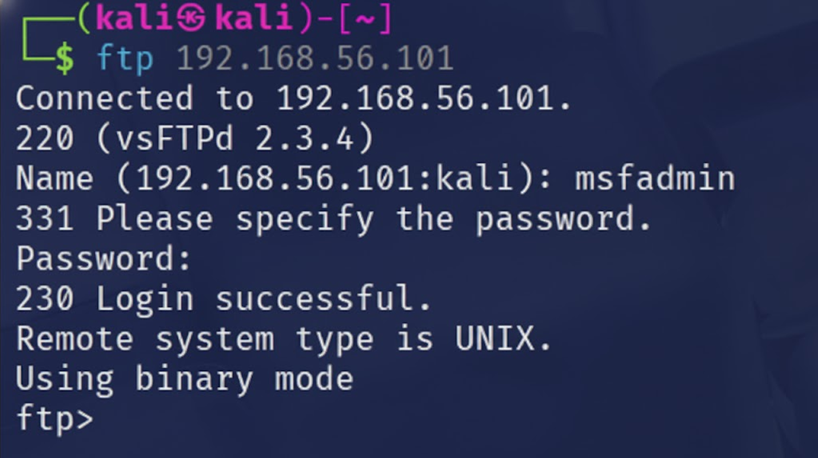 ┌──(kali㉿kali)-[~]
└─$ ftp 192.168.56.101
Connected to 192.168.56.101.
220 (vsFTPd 2.3.4)
Name (192.168.56.101:kali): msfadmin
331 Please specify the password.
Password:
230 Login successful.
Remote system type is UNIX.
Using binary mode
ftp>